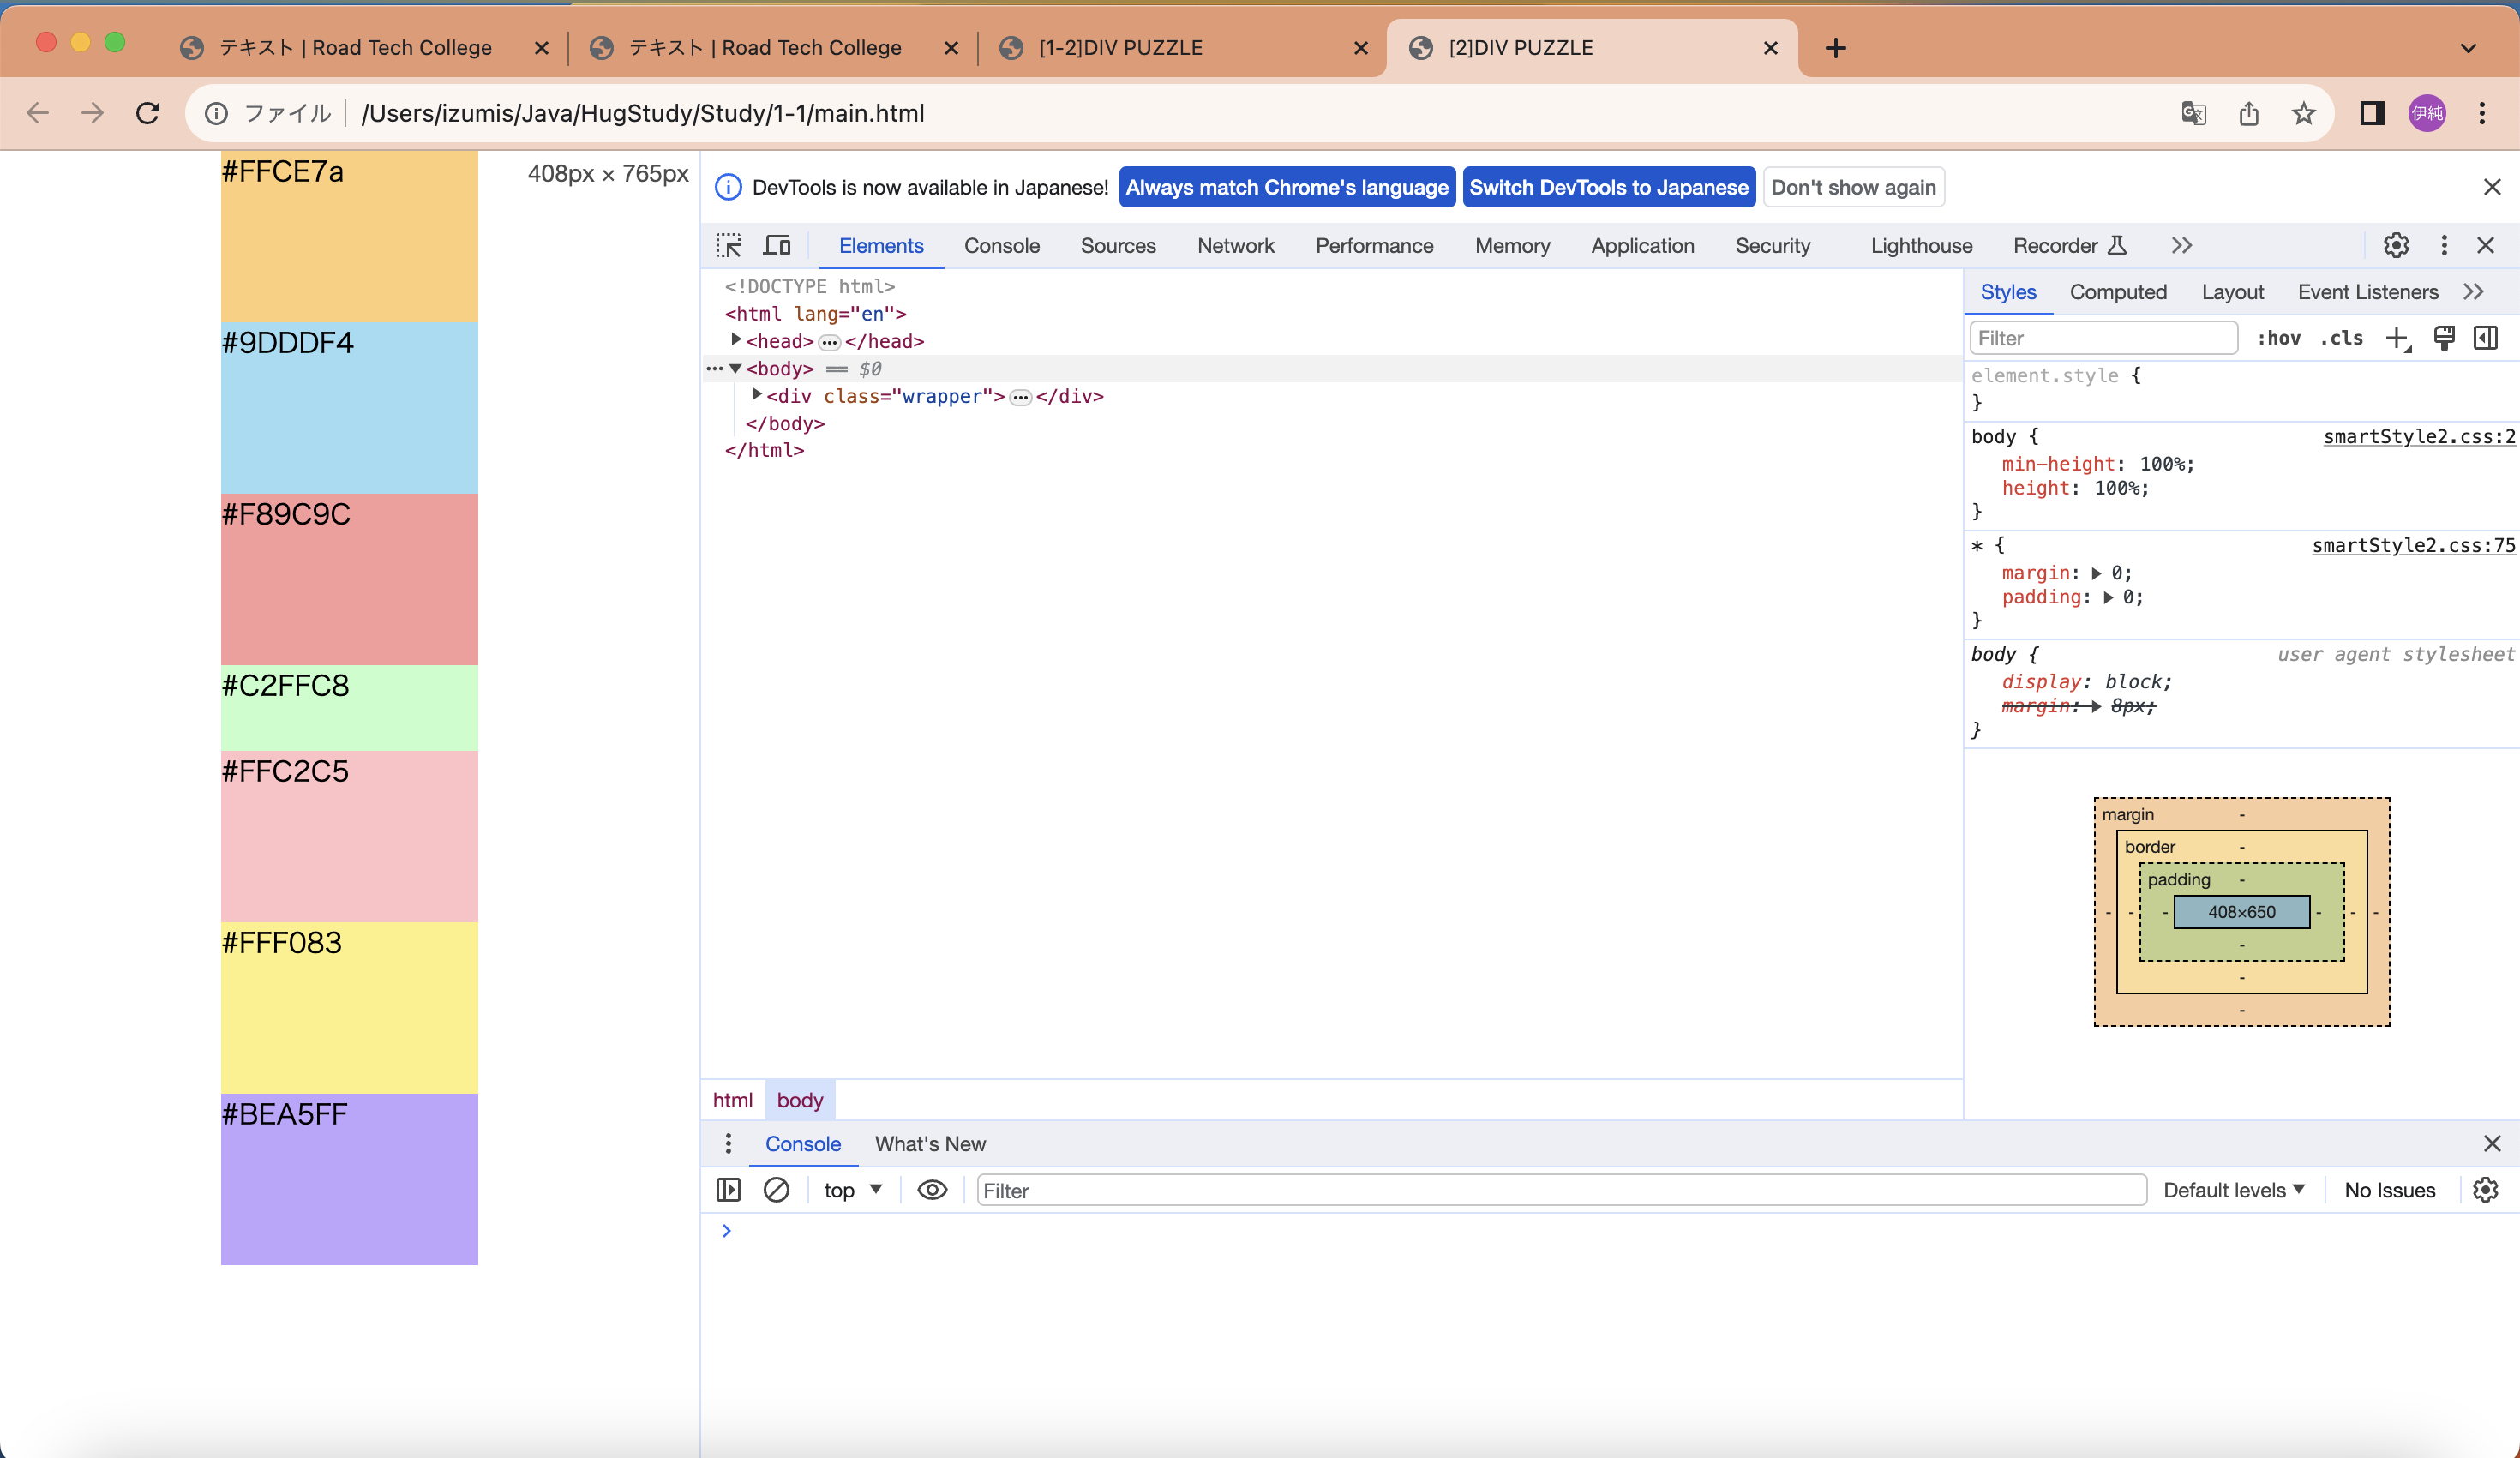 テキスト | Road Tech College
テキスト | Road Tech College
[1-2]DIV PUZZLE
[2]DIV PUZZLE
ファイル
/Users/izumis/Java/HugStudy/Study/1-1/main.html
伊純
#FFCE7a
408px × 765px
#9DDDF4
#F89C9C
#C2FFC8
#FFC2C5
#FFF083
#BEA5FF
DevTools is now available in Japanese!
Always match Chrome's language
Switch DevTools to Japanese
Don't show again
Elements
Console
Sources
Network
Performance
Memory
Application
Security
Lighthouse
Recorder
<!DOCTYPE html>
<html lang="en">
<head>…</head>
<body> == $0
<div class="wrapper">…</div>
</body>
</html>
Styles
Computed
Layout
Event Listeners
Filter
:hov
.cls
element.style {
}
body {
smartStyle2.css:2
min-height: 100%;
height: 100%;
}
* {
smartStyle2.css:75
margin: 0;
padding: 0;
}
body {
user agent stylesheet
display: block;
margin: 8px;
}
margin -
border -
padding -
- - - 408×650 - - -
-
-
-
html
body
Console
What's New
top
Filter
Default levels
No Issues